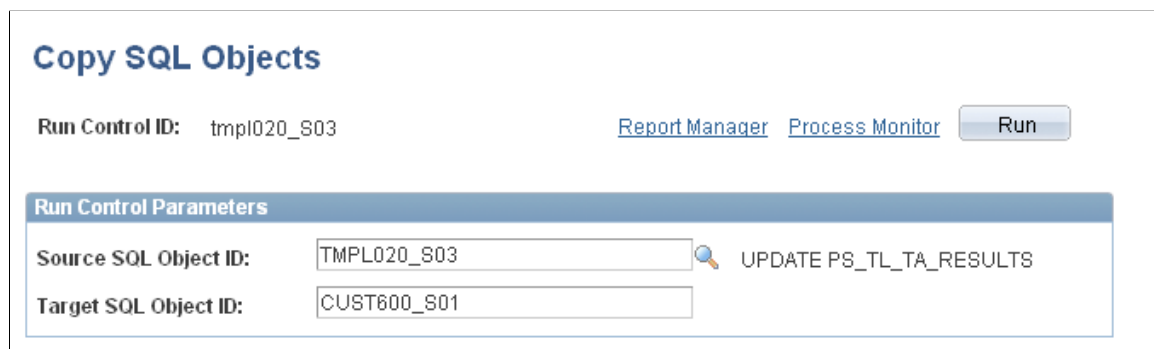 Copy SQL Objects
Run Control ID: tmpl020_S03 Report Manager Process Monitor Run
Run Control Parameters
Source SQL Object ID: TMPL020_S03 UPDATE PS_TL_TA_RESULTS
Target SQL Object ID: CUST600_S01